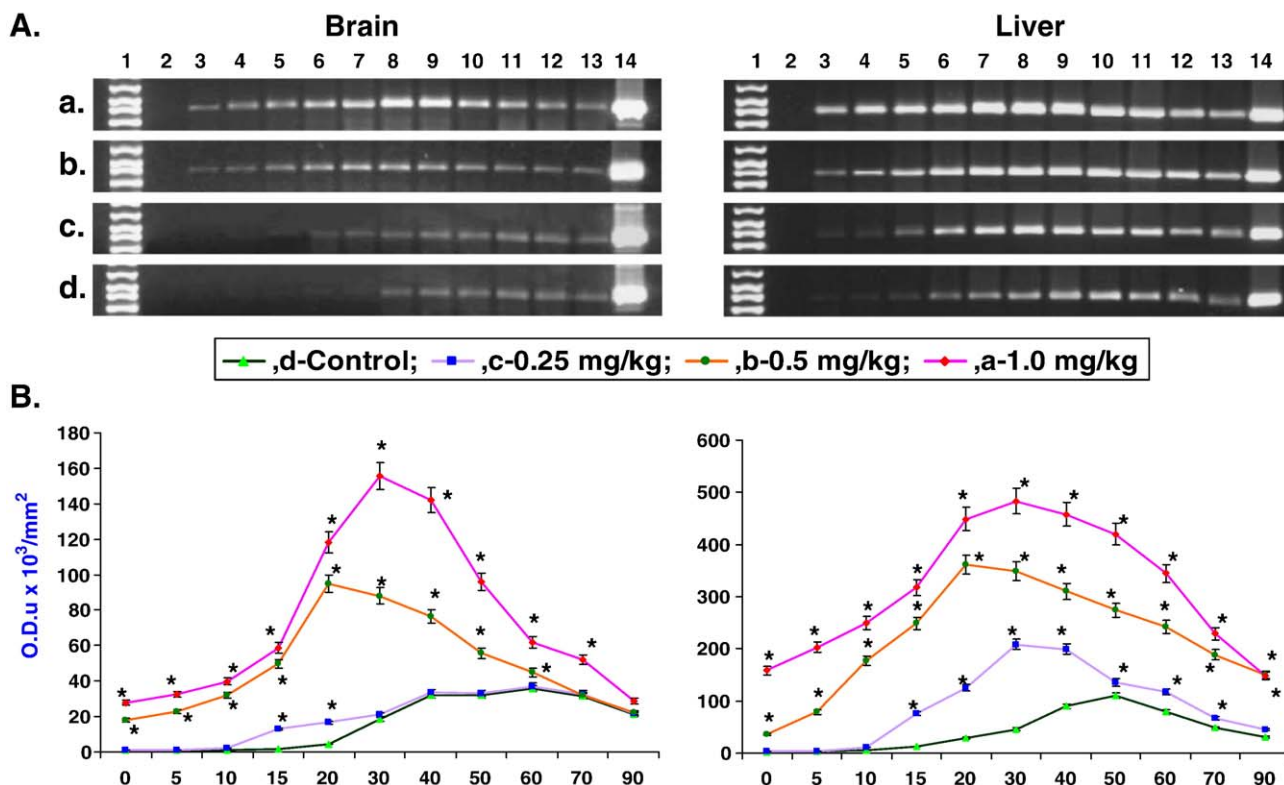 A.
Brain
Liver
1 2 3 4 5 6 7 8 9 10 11 12 13 14
1 2 3 4 5 6 7 8 9 10 11 12 13 14
a.
b.
c.
d.
,d-Control; ,c-0.25 mg/kg; ,b-0.5 mg/kg; ,a-1.0 mg/kg
B.
O.D.u x 10³/mm²
180
160
140
120
100
80
60
40
20
0
0 5 10 15 20 30 40 50 60 70 90
600
500
400
300
200
100
0
0 5 10 15 20 30 40 50 60 70 90